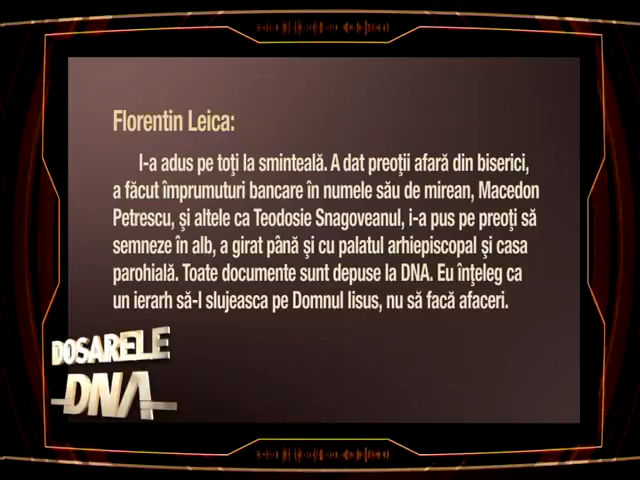 Florentin Leica:
I-a adus pe toţi la sminteală. A dat preoţii afară din biserici,
a făcut împrumuturi bancare în numele său de mirean, Macedon
Petrescu, şi altele ca Teodosie Snagoveanul, i-a pus pe preoţi să
semneze în alb, a girat până şi cu palatul arhiepiscopal şi casa
parohială. Toate documente sunt depuse la DNA. Eu înţeleg ca
un ierarh să-l slujeasca pe Domnul Iisus, nu să facă afaceri.
DOSARELE
DNA